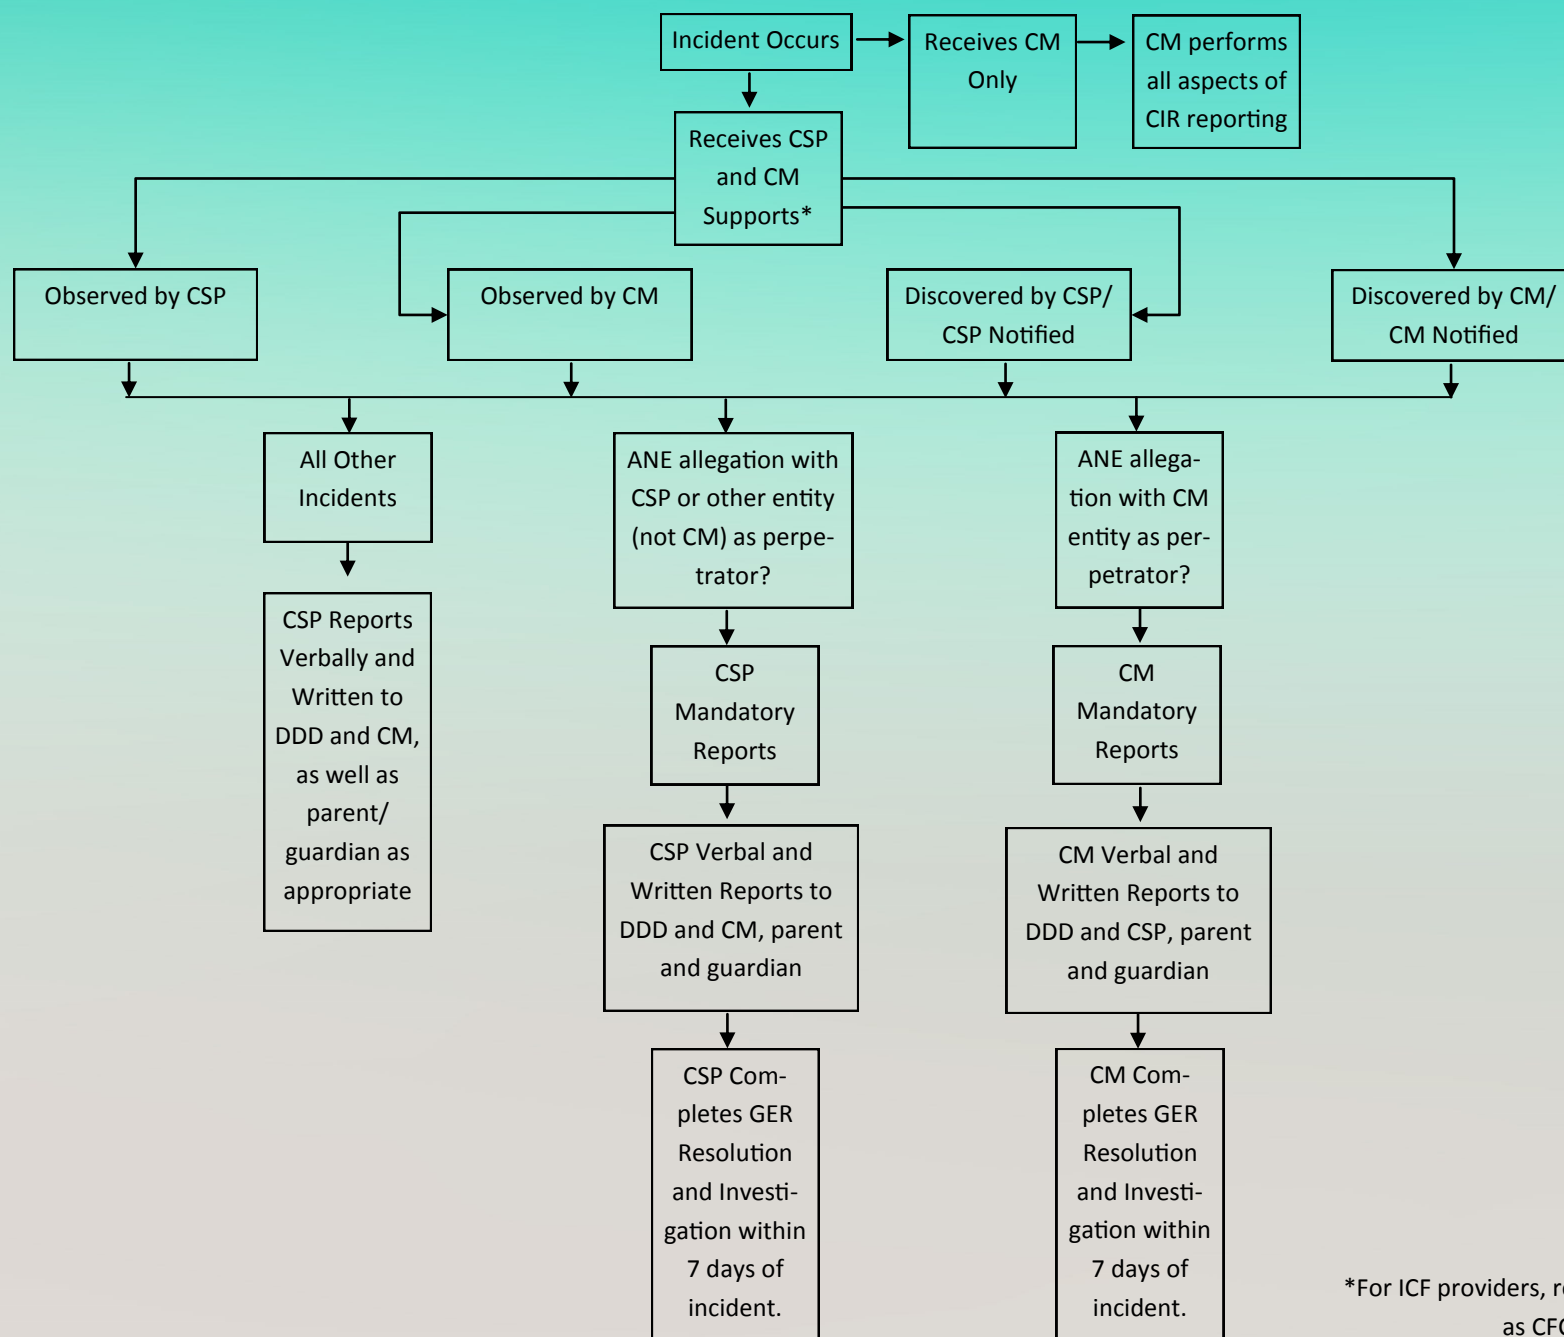 Incident Occurs
Receives CM
Only
CM performs
all aspects of
CIR reporting
Receives CSP
and CM
Supports*
Observed by CSP
Observed by CM
Discovered by CSP/
CSP Notified
Discovered by CM/
CM Notified
All Other
Incidents
ANE allegation with
CSP or other entity
(not CM) as perpe-
trator?
ANE allega-
tion with CM
entity as per-
petrator?
CSP Reports
Verbally and
Written to
DDD and CM,
as well as
parent/
guardian as
appropriate
CSP
Mandatory
Reports
CM
Mandatory
Reports
CSP Verbal and
Written Reports to
DDD and CM, parent
and guardian
CM Verbal and
Written Reports to
DDD and CSP, parent
and guardian
CSP Com-
pletes GER
Resolution
and Investi-
gation within
7 days of
incident.
CM Com-
pletes GER
Resolution
and Investi-
gation within
7 days of
incident.
*For ICF providers,
as